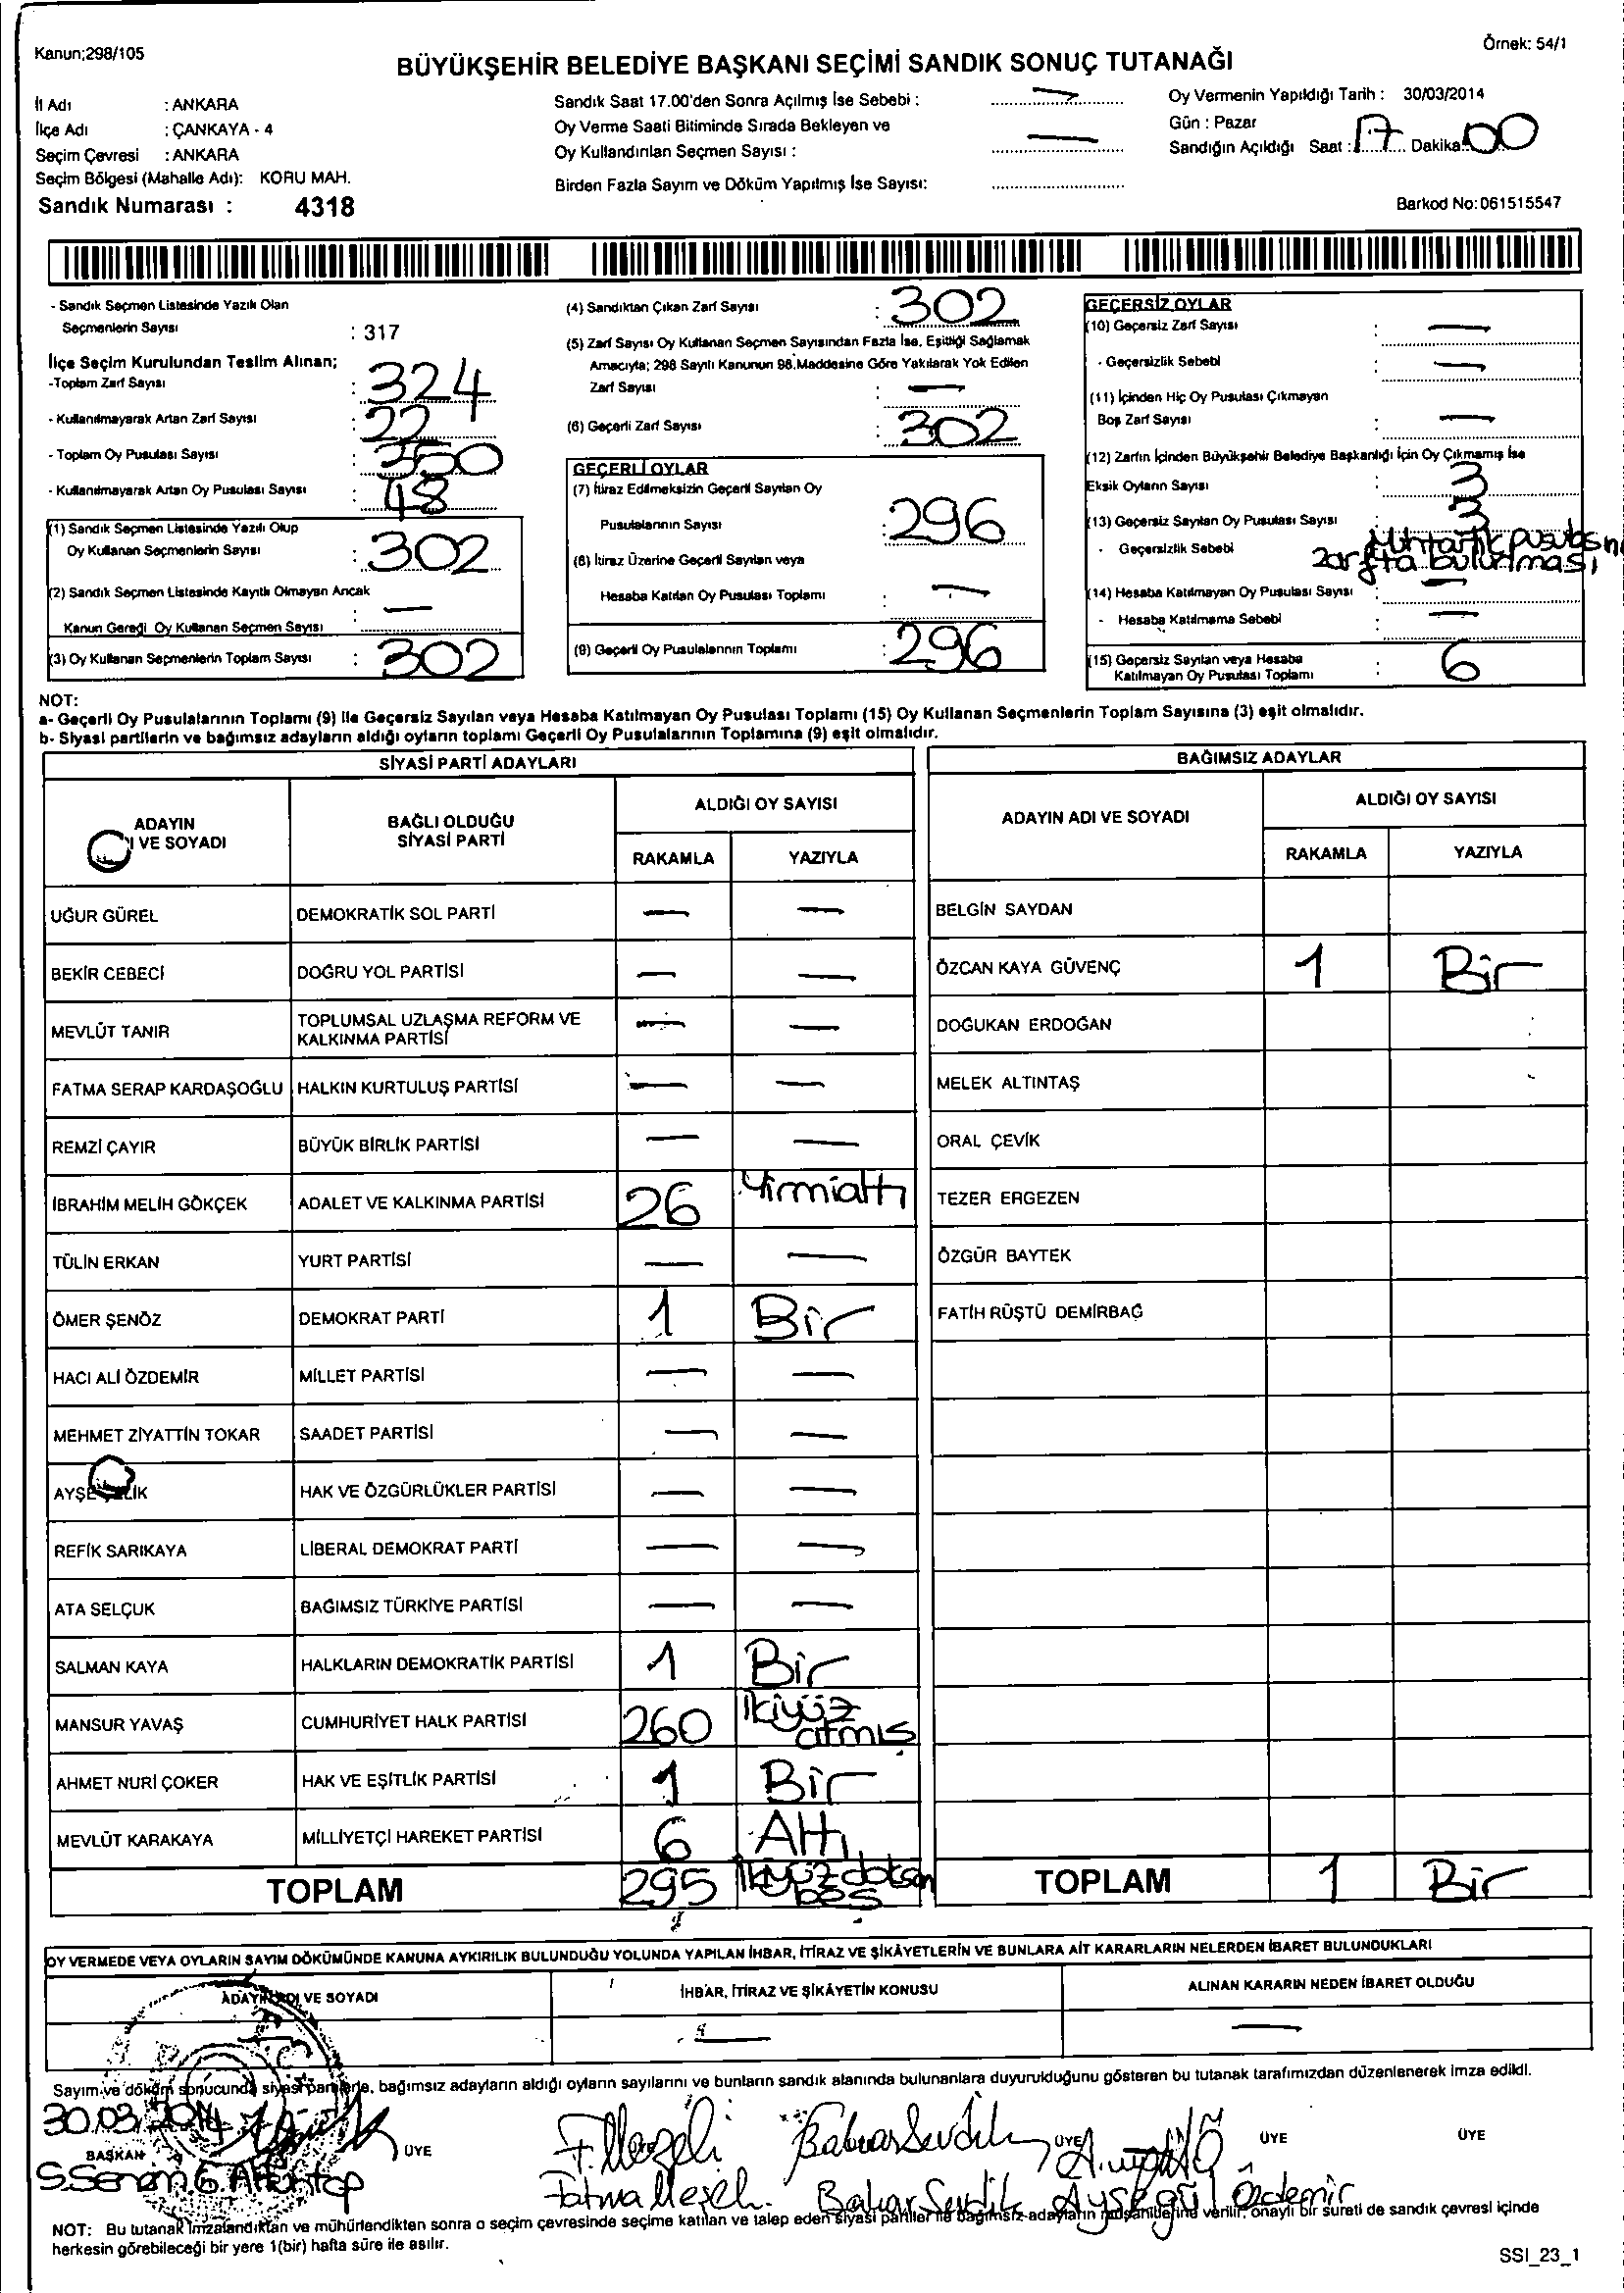 Kanun;298/105
Örnek: 54/1
BÜYÜKŞEHİR BELEDİYE BAŞKANI SEÇİMİ SANDIK SONUÇ TUTANAĞI
İl Adı : ANKARA
İlçe Adı : ÇANKAYA - 4
Seçim Çevresi : ANKARA
Seçim Bölgesi (Mahalle Adı): KORU MAH.
Sandık Numarası : 4318
Sandık Saat 17.00'den Sonra Açılmış İse Sebebi : —
Oy Verme Saati Bitiminde Sırada Bekleyen ve
Oy Kullandırılan Seçmen Sayısı : —
Birden Fazla Sayım ve Döküm Yapılmış İse Sayısı:
Oy Vermenin Yapıldığı Tarih : 30/03/2014
Gün : Pazar
Sandığın Açıldığı Saat : 17 Dakika: 00
Barkod No:061515547
- Sandık Seçmen Listesinde Yazılı Olan
Seçmenlerin Sayısı : 317
İlçe Seçim Kurulundan Teslim Alınan;
-Toplam Zarf Sayısı : 324
- Kullanılmayarak Artan Zarf Sayısı : 22
- Toplam Oy Pusulası Sayısı : 350
- Kullanılmayarak Artan Oy Pusulası Sayısı : 48
(1) Sandık Seçmen Listesinde Yazılı Olup
Oy Kullanan Seçmenlerin Sayısı : 302
(2) Sandık Seçmen Listesinde Kayıtlı Olmayan Ancak
Kanun Gereği Oy Kullanan Seçmen Sayısı : —
(3) Oy Kullanan Seçmenlerin Toplam Sayısı : 302
(4) Sandıktan Çıkan Zarf Sayısı : 302
(5) Zarf Sayısı Oy Kullanan Seçmen Sayısından Fazla İse, Eşitliği Sağlamak
Amacıyla; 298 Sayılı Kanunun 98.Maddesine Göre Yakılarak Yok Edilen
Zarf Sayısı : —
(6) Geçerli Zarf Sayısı : 302
GEÇERLİ OYLAR
(7) İtiraz Edilmeksizin Geçerli Sayılan Oy
Pusulalarının Sayısı : 296
(8) İtiraz Üzerine Geçerli Sayılan veya
Hesaba Katılan Oy Pusulası Toplamı : —
(9) Geçerli Oy Pusulalarının Toplamı : 296
GEÇERSİZ OYLAR
(10) Geçersiz Zarf Sayısı : —
- Geçersizlik Sebebi : —
(11) İçinden Hiç Oy Pusulası Çıkmayan
Boş Zarf Sayısı : —
(12) Zarfın İçinden Büyükşehir Belediye Başkanlığı İçin Oy Çıkmamış İse
Eksik Oyların Sayısı : 3
(13) Geçersiz Sayılan Oy Pusulası Sayısı : 3
- Geçersizlik Sebebi Muhtarlık pusulasını
zarfta bulunması
(14) Hesaba Katılmayan Oy Pusulası Sayısı : —
- Hesaba Katılmama Sebebi : —
(15) Geçersiz Sayılan veya Hesaba
Katılmayan Oy Pusulası Toplamı : 6
NOT:
a- Geçerli Oy Pusulalarının Toplamı (9) ile Geçersiz Sayılan veya Hesaba Katılmayan Oy Pusulası Toplamı (15) Oy Kullanan Seçmenlerin Toplam Sayısına (3) eşit olmalıdır.
b- Siyasi partilerin ve bağımsız adayların aldığı oyların toplamı Geçerli Oy Pusulalarının Toplamına (9) eşit olmalıdır.
SİYASİ PARTİ ADAYLARI
ADAYIN
VE SOYADI
BAĞLI OLDUĞU
SİYASİ PARTİ
ALDIĞI OY SAYISI
RAKAMLA YAZIYLA
UĞUR GÜREL DEMOKRATİK SOL PARTİ — —
BEKİR CEBECİ DOĞRU YOL PARTİSİ — —
MEVLÜT TANIR TOPLUMSAL UZLAŞMA REFORM VE
KALKINMA PARTİSİ — —
FATMA SERAP KARDAŞOĞLU HALKIN KURTULUŞ PARTİSİ — —
REMZİ ÇAYIR BÜYÜK BİRLİK PARTİSİ — —
İBRAHİM MELİH GÖKÇEK ADALET VE KALKINMA PARTİSİ 26 Yirmialtı
TÜLİN ERKAN YURT PARTİSİ — —
ÖMER ŞENÖZ DEMOKRAT PARTİ 1 Bir
HACI ALİ ÖZDEMİR MİLLET PARTİSİ — —
MEHMET ZİYATTİN TOKAR SAADET PARTİSİ — —
AYŞE ÇELİK HAK VE ÖZGÜRLÜKLER PARTİSİ — —
REFİK SARIKAYA LİBERAL DEMOKRAT PARTİ — —
ATA SELÇUK BAĞIMSIZ TÜRKİYE PARTİSİ — —
SALMAN KAYA HALKLARIN DEMOKRATİK PARTİSİ 1 Bir
MANSUR YAVAŞ CUMHURİYET HALK PARTİSİ 260 İkiyüz
atmış
AHMET NURİ ÇOKER HAK VE EŞİTLİK PARTİSİ 1 Bir
MEVLÜT KARAKAYA MİLLİYETÇİ HAREKET PARTİSİ 6 Altı
TOPLAM 295 İkiyüz doksan
beş
BAĞIMSIZ ADAYLAR
ADAYIN ADI VE SOYADI
ALDIĞI OY SAYISI
RAKAMLA YAZIYLA
BELGİN SAYDAN
ÖZCAN KAYA GÜVENÇ 1 Bir
DOĞUKAN ERDOĞAN
MELEK ALTINTAŞ
ORAL ÇEVİK
TEZER ERGEZEN
ÖZGÜR BAYTEK
FATİH RÜŞTÜ DEMİRBAĞ
TOPLAM 1 Bir
OY VERMEDE VEYA OYLARIN SAYIM DÖKÜMÜNDE KANUNA AYKIRILIK BULUNDUĞU YOLUNDA YAPILAN İHBAR, İTİRAZ VE ŞİKÂYETLERİN VE BUNLARA AİT KARARLARIN NELERDEN İBARET BULUNDUKLARI
ADAYIN ADI VE SOYADI
İHBAR, İTİRAZ VE ŞİKÂYETİN KONUSU
ALINAN KARARIN NEDEN İBARET OLDUĞU
— —
Sayım ve döküm sonucunda siyasi partilerle, bağımsız adayların aldığı oyların sayılarını ve bunların sandık alanında bulunanlara duyurulduğunu gösteren bu tutanak tarafımızdan düzenlenerek imza edildi.
30.03.2014
BAŞKAN ÜYE ÜYE ÜYE ÜYE
Fatma Bahar Sevdik Ayşegül Özdemir
NOT: Bu tutanak imzalandıktan ve mühürlendikten sonra o seçim çevresinde seçime katılan ve talep eden siyasi partiler ile bağımsız adayların müşahitlerine verilir, onaylı bir sureti de sandık çevresi içinde
herkesin görebileceği bir yere 1(bir) hafta süre ile asılır.
SSI_23_1